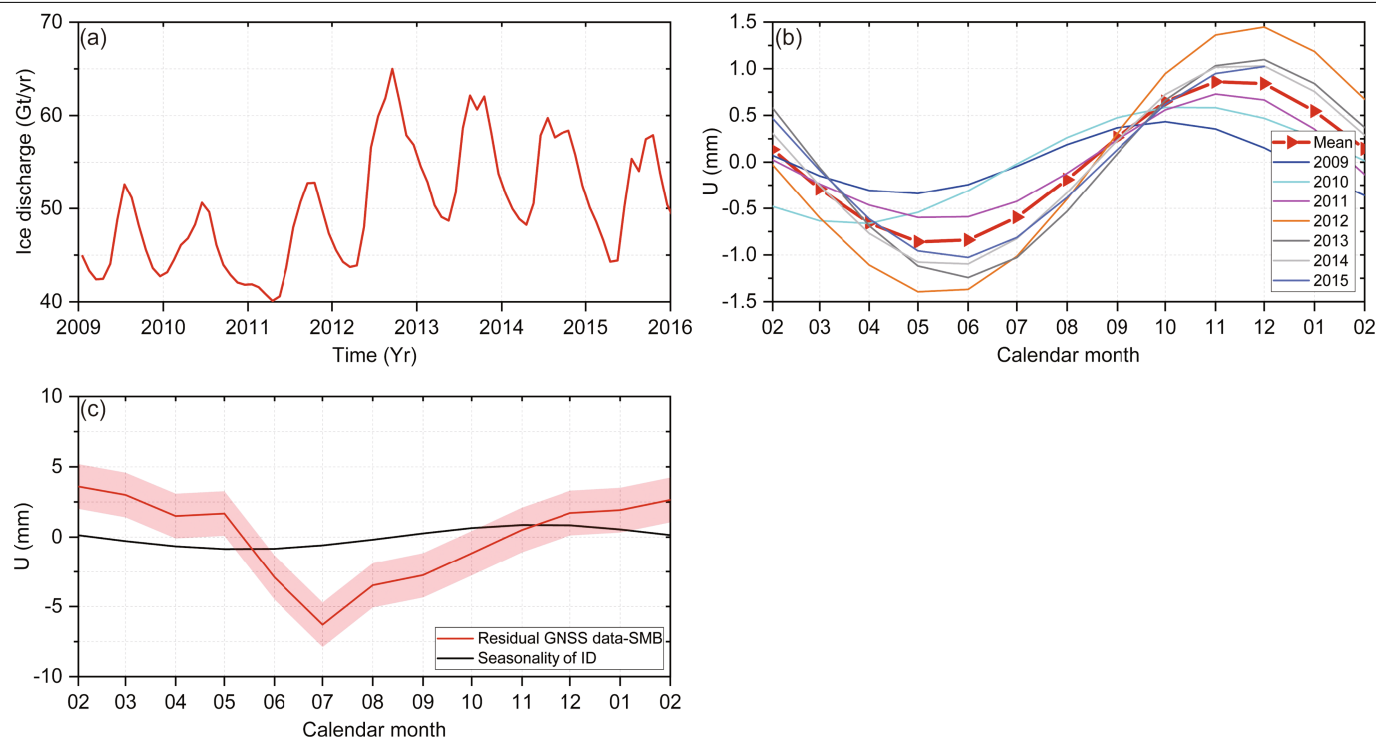 (a)
Ice discharge (Gt/yr)
70
60
50
40
2009 2010 2011 2012 2013 2014 2015 2016
Time (Yr)
(b)
U (mm)
1.5
1.0
0.5
0.0
-0.5
-1.0
-1.5
02 03 04 05 06 07 08 09 10 11 12 01 02
Calendar month
Mean
2009
2010
2011
2012
2013
2014
2015
(c)
U (mm)
10
5
0
-5
-10
02 03 04 05 06 07 08 09 10 11 12 01 02
Calendar month
Residual GNSS data-SMB
Seasonality of ID